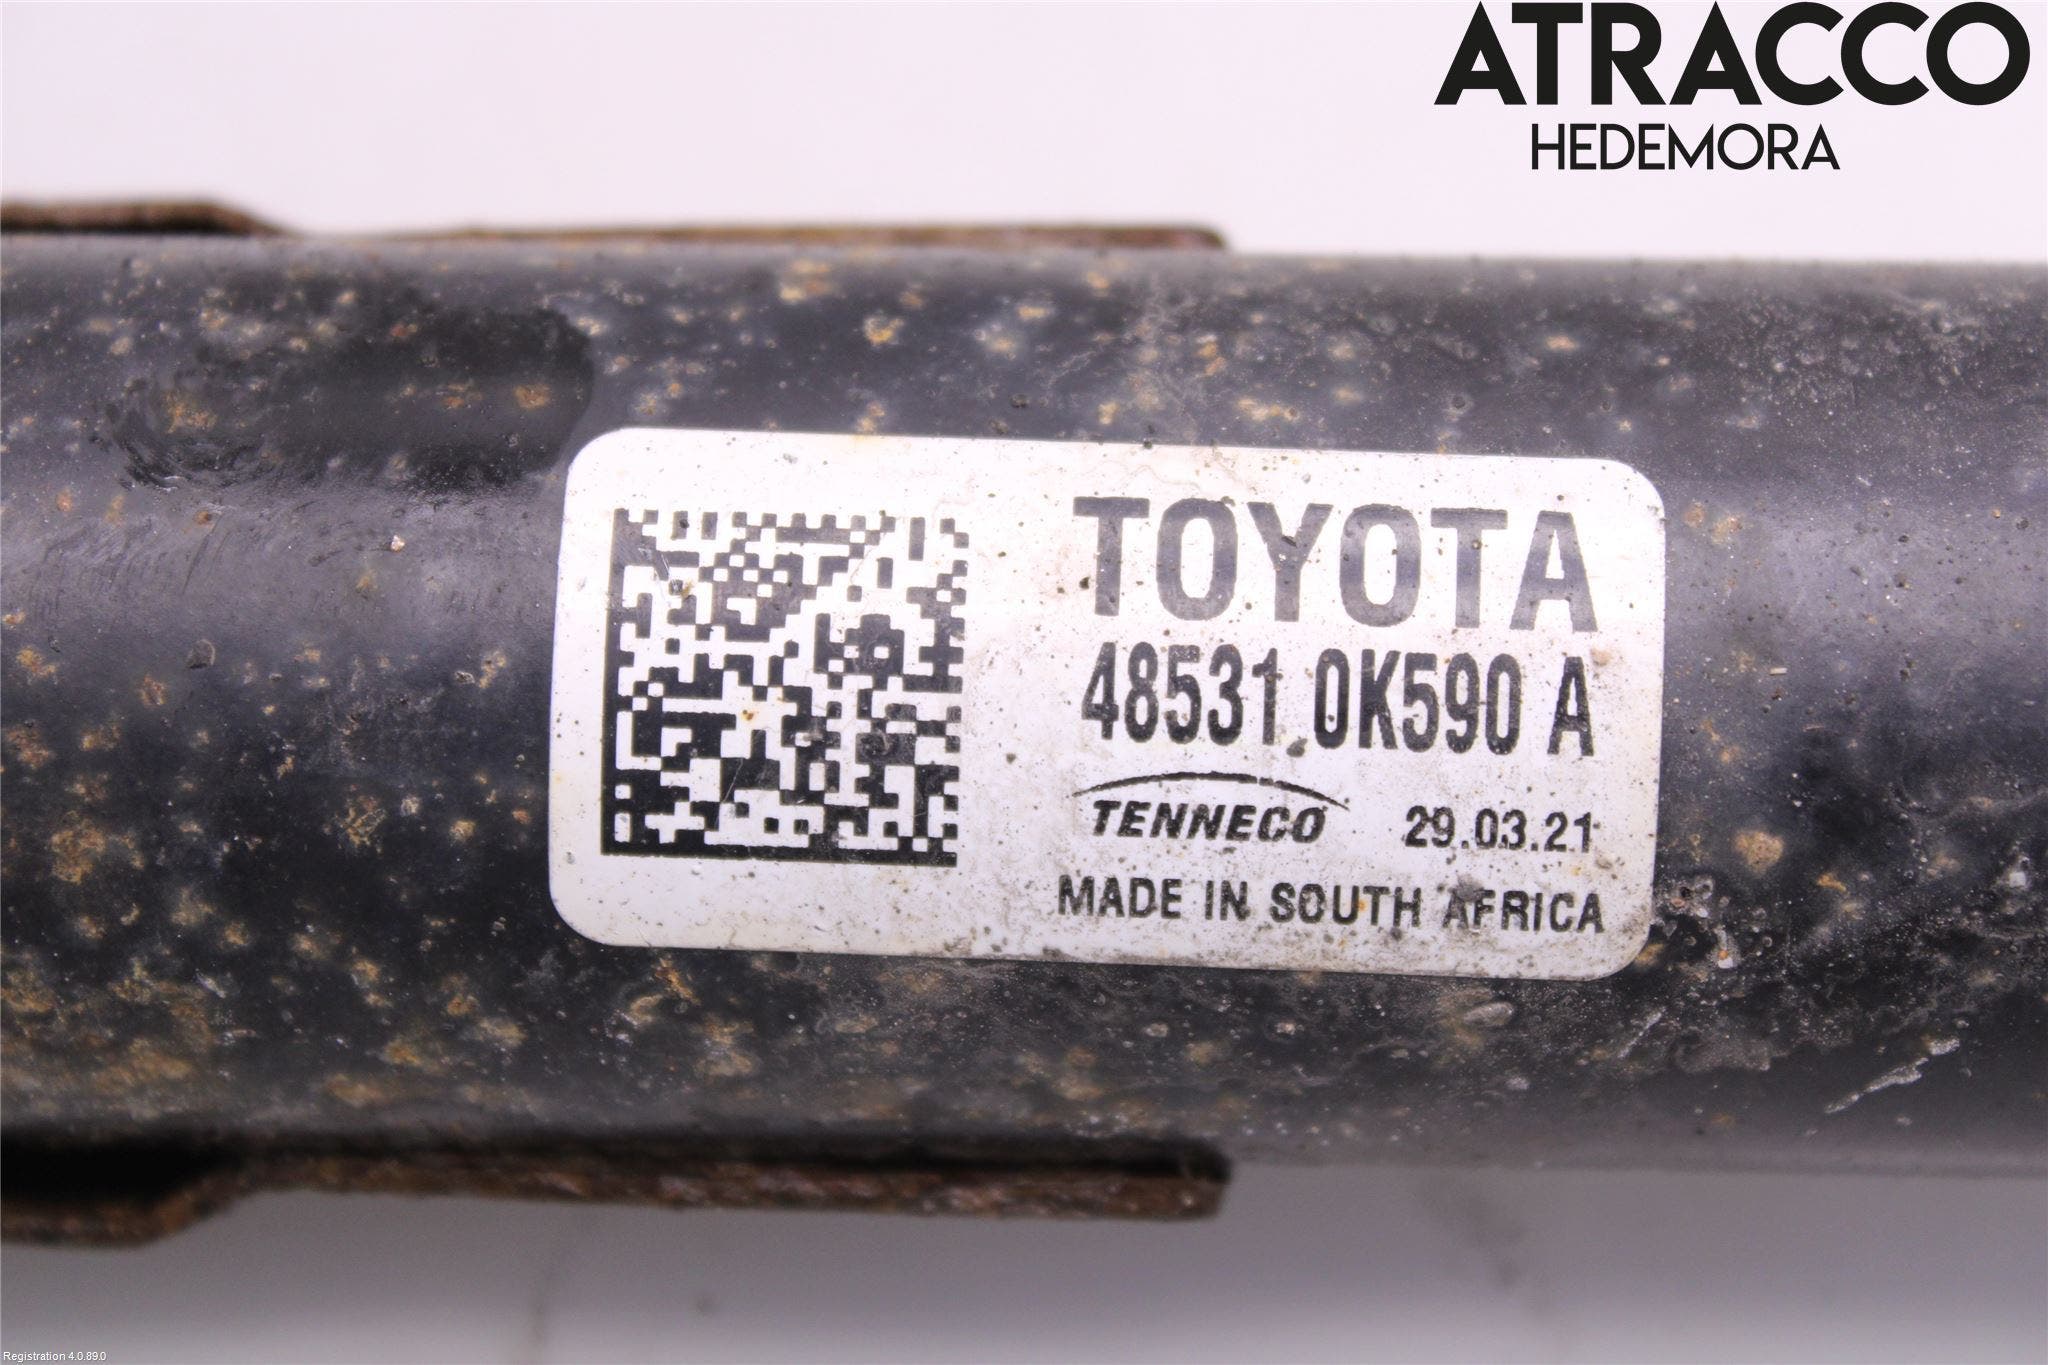 ATRACCO
HEDEMORA
TOYOTA
48531 0K590 A
TENNECO 29.03.21
MADE IN SOUTH AFRICA
Registration 4.0.89.0